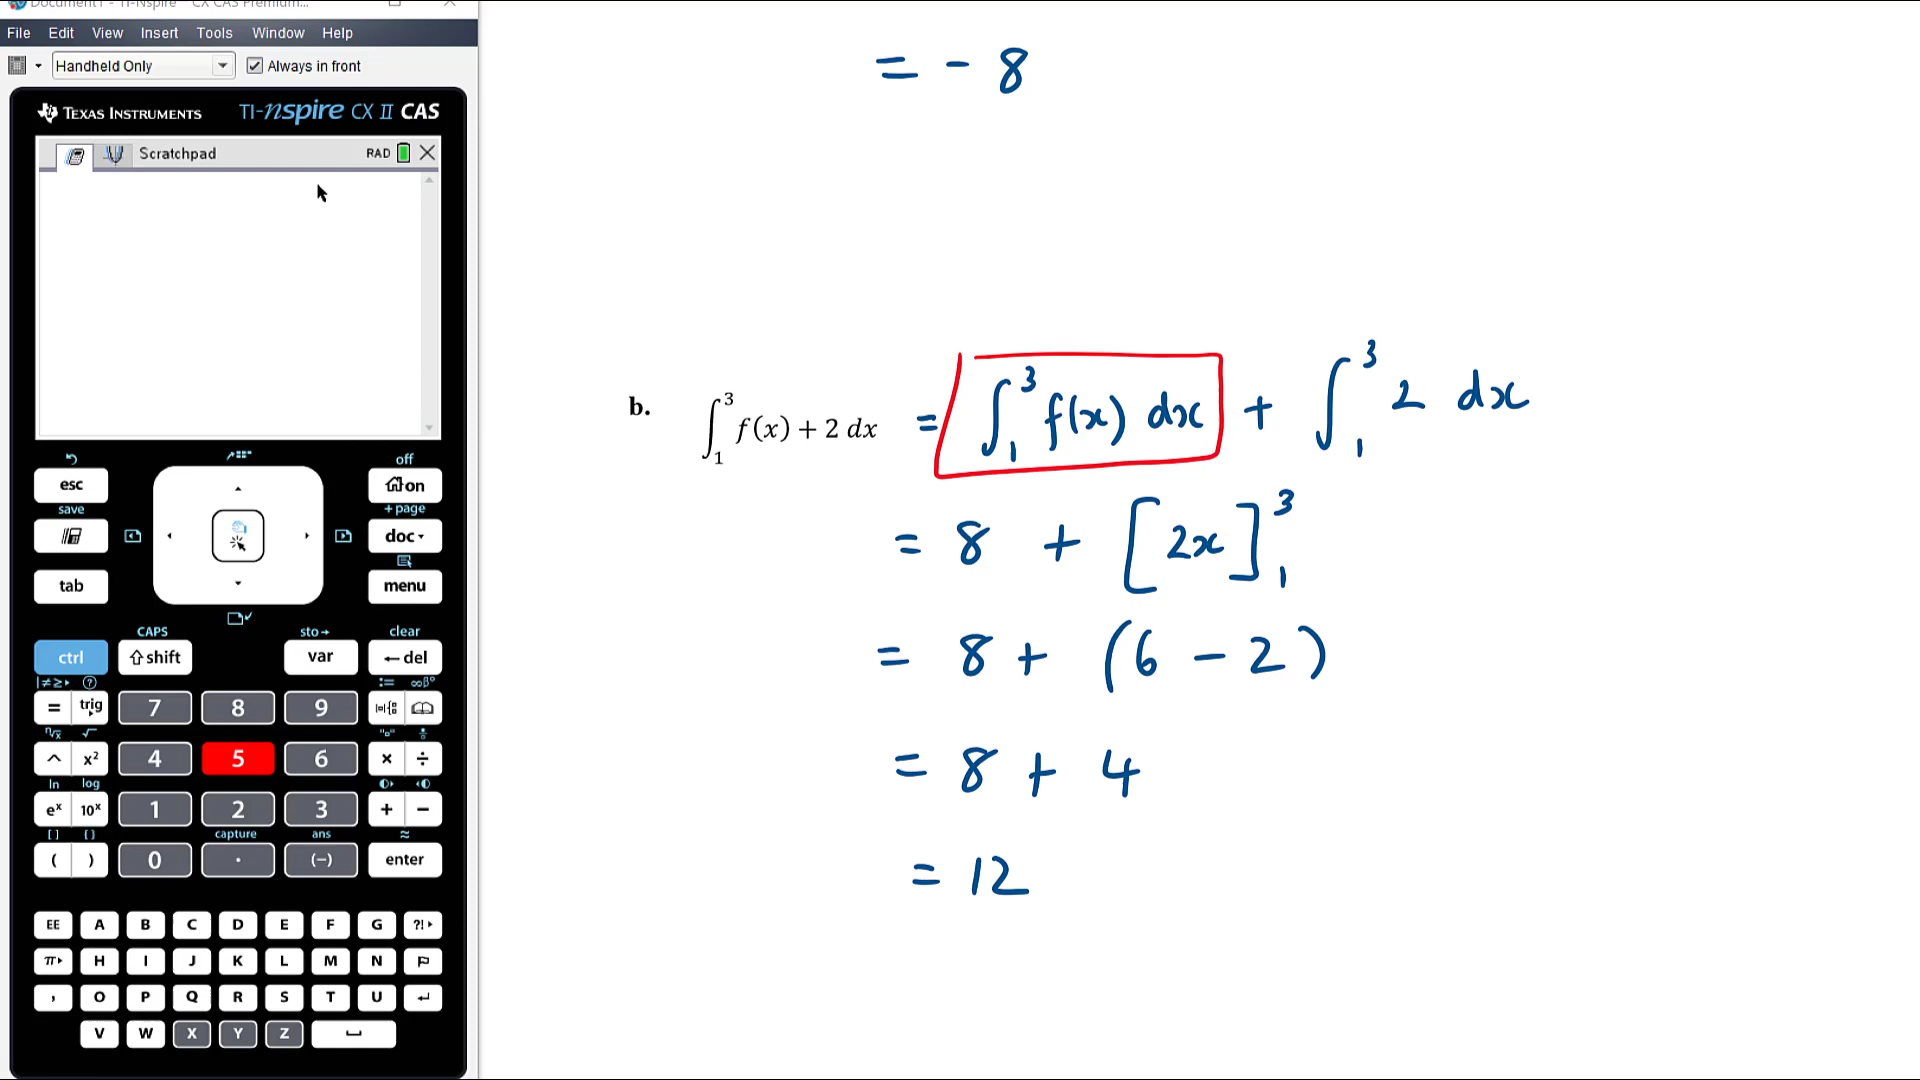 Document1 - TI-Nspire™ CX CAS Premium...
File Edit View Insert Tools Window Help
Handheld Only Always in front
TEXAS INSTRUMENTS TI-nspire CX II CAS
Scratchpad RAD
off
esc on
save + page
doc
tab menu
CAPS sto→ clear
ctrl ⇧shift var ←del
|≠≥▸ ? := ∞β°
= trig 7 8 9
ⁿ√x √ "□" ÷
^ x² 4 5 6 × ÷
ln log
eˣ 10ˣ 1 2 3 + −
[ ] { } capture ans ≈
( ) 0 . (−) enter
EE A B C D E F G ?!▸
π▸ H I J K L M N
, O P Q R S T U ↵
V W X Y Z
= - 8
b. ∫₁³ f(x) + 2 dx = ∫₁³ f(x) dx + ∫₁³ 2 dx
= 8 + [2x]₁³
= 8 + (6 - 2)
= 8 + 4
= 12